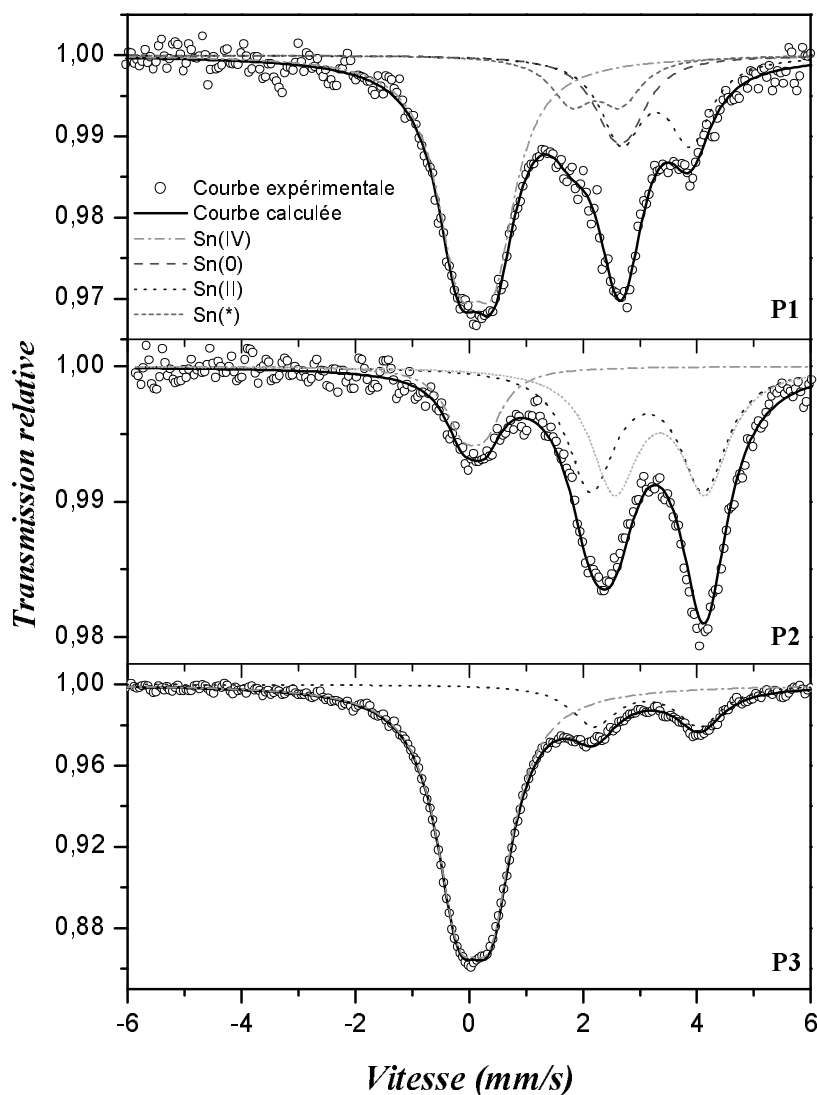 1,00
0,99
0,98
0,97
Courbe expérimentale
Courbe calculée
Sn(IV)
Sn(0)
Sn(II)
Sn(*)
P1
1,00
0,99
0,98
P2
1,00
0,96
0,92
0,88
P3
Transmission relative
-6 -4 -2 0 2 4 6
Vitesse (mm/s)